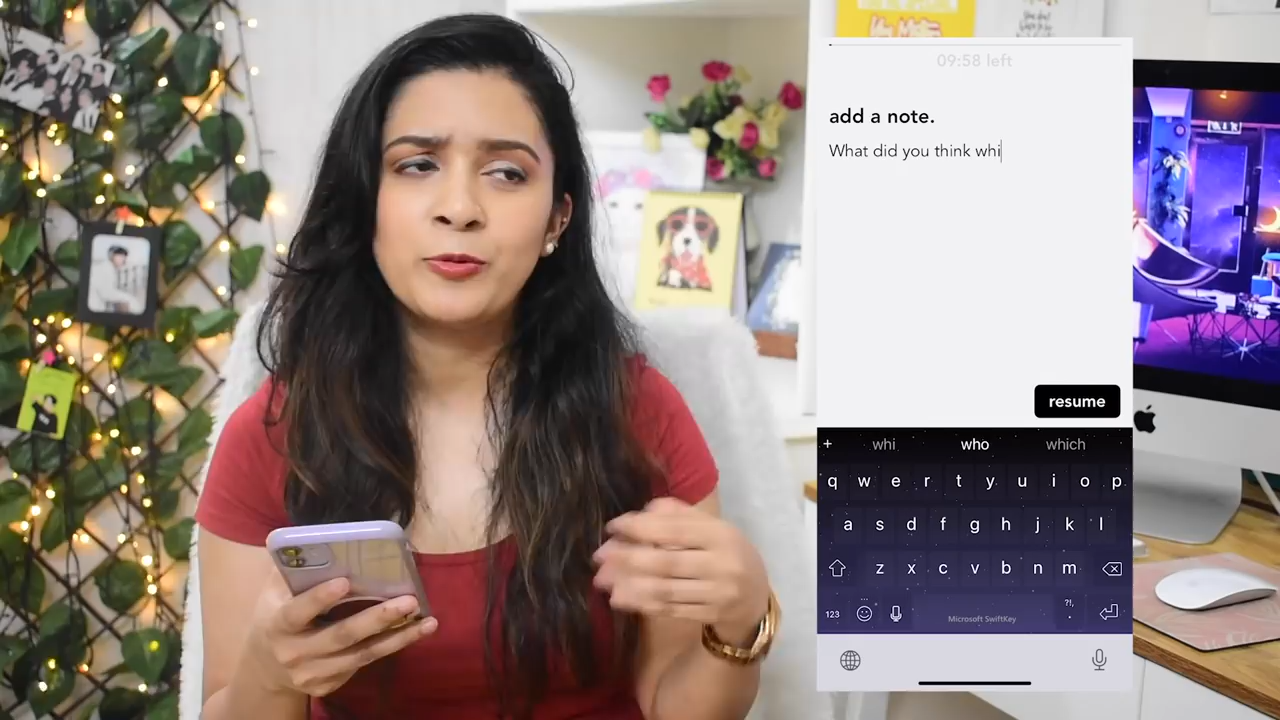 09:58 left
add a note.
What did you think whi
resume
+ whi who which
q w e r t y u i o p
a s d f g h j k l
z x c v b n m
123 ?!, .
Microsoft SwiftKey